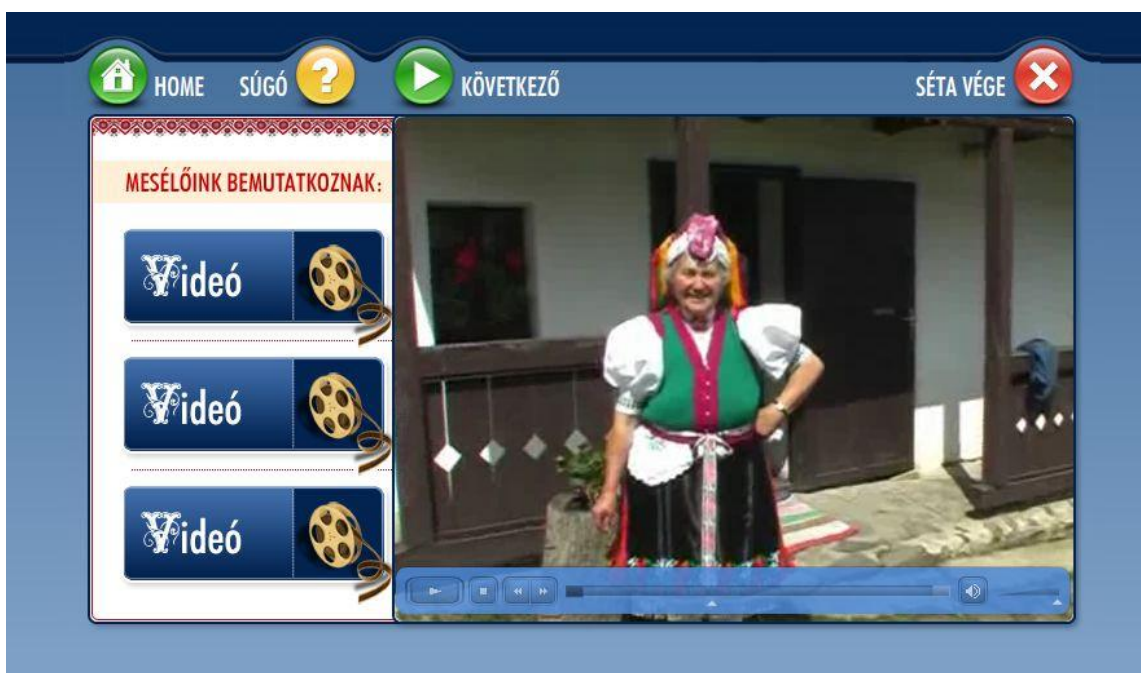 HOME SÚGÓ ? KÖVETKEZŐ SÉTA VÉGE
MESÉLŐINK BEMUTATKOZNAK:
Videó
Videó
Videó